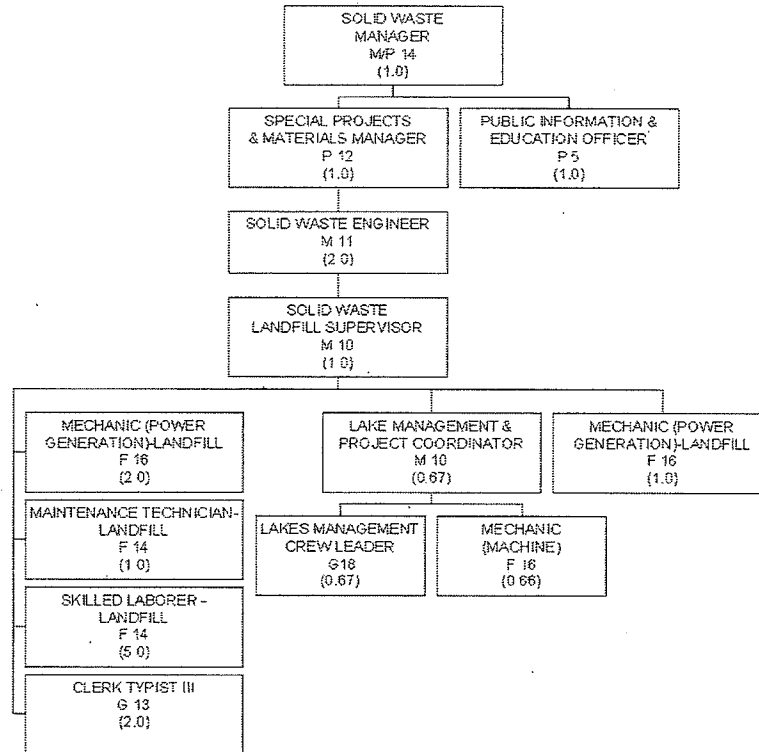 SOLID WASTE
MANAGER
M/P 14
(1.0)
SPECIAL PROJECTS
& MATERIALS MANAGER
P 12
(1.0)
PUBLIC INFORMATION &
EDUCATION OFFICER
P 5
(1.0)
SOLID WASTE ENGINEER
M 11
(2.0)
SOLID WASTE
LANDFILL SUPERVISOR
M 10
(1.0)
MECHANIC (POWER
GENERATION)-LANDFILL
F 16
(2.0)
LAKE MANAGEMENT &
PROJECT COORDINATOR
M 10
(0.67)
MECHANIC (POWER
GENERATION)-LANDFILL
F 16
(1.0)
MAINTENANCE TECHNICIAN-
LANDFILL
F 14
(1.0)
LAKES MANAGEMENT
CREW LEADER
G18
(0.67)
MECHANIC
(MACHINE)
F 16
(0.66)
SKILLED LABORER -
LANDFILL
F 14
(5.0)
CLERK TYPIST III
G 13
(2.0)